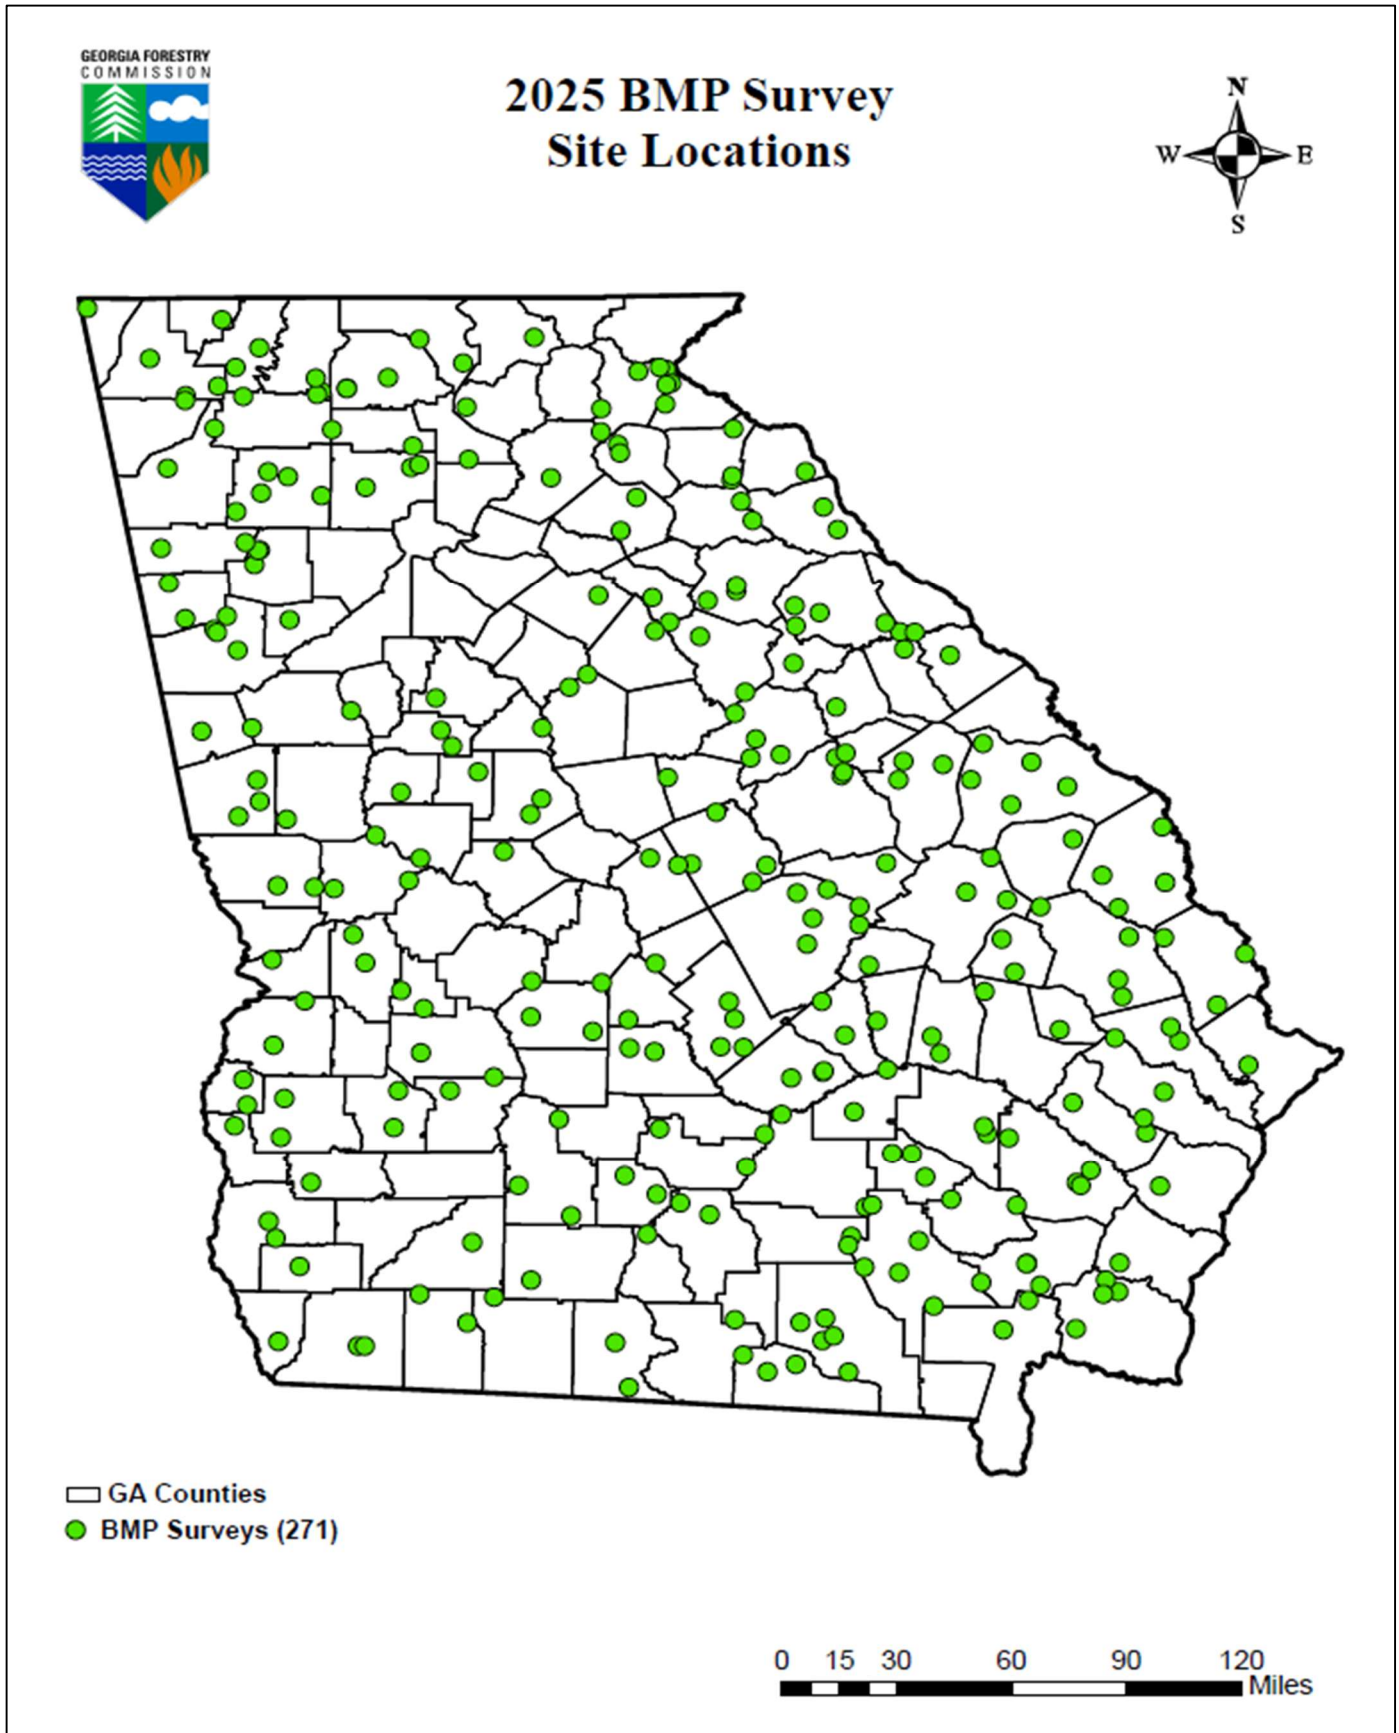 GEORGIA FORESTRY
COMMISSION
2025 BMP Survey
Site Locations
N
W E
S
GA Counties
BMP Surveys (271)
0 15 30 60 90 120
Miles